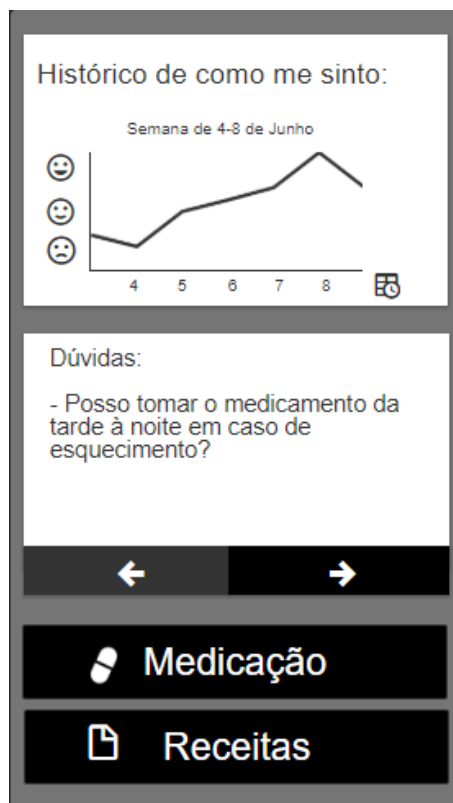 Histórico de como me sinto:
Semana de 4-8 de Junho
4 5 6 7 8
Dúvidas:
- Posso tomar o medicamento da
tarde à noite em caso de
esquecimento?
Medicação
Receitas